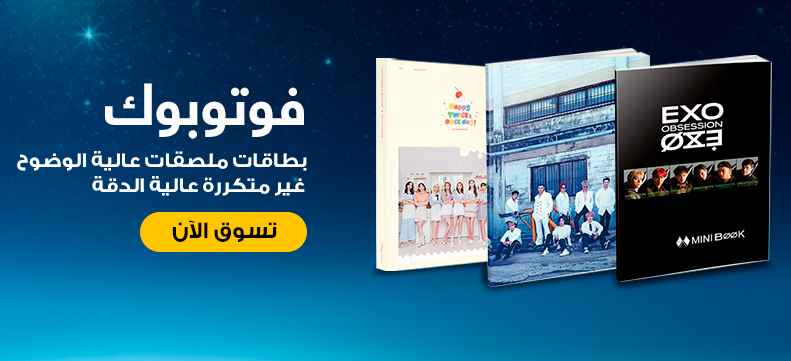 فوتوبوك
بطاقات ملصقات عالية الوضوح
غير متكررة عالية الدقة
تسوق الآن
Happy
TWICE &
ONCE day!
EXO
OBSESSION
MINI BOOK